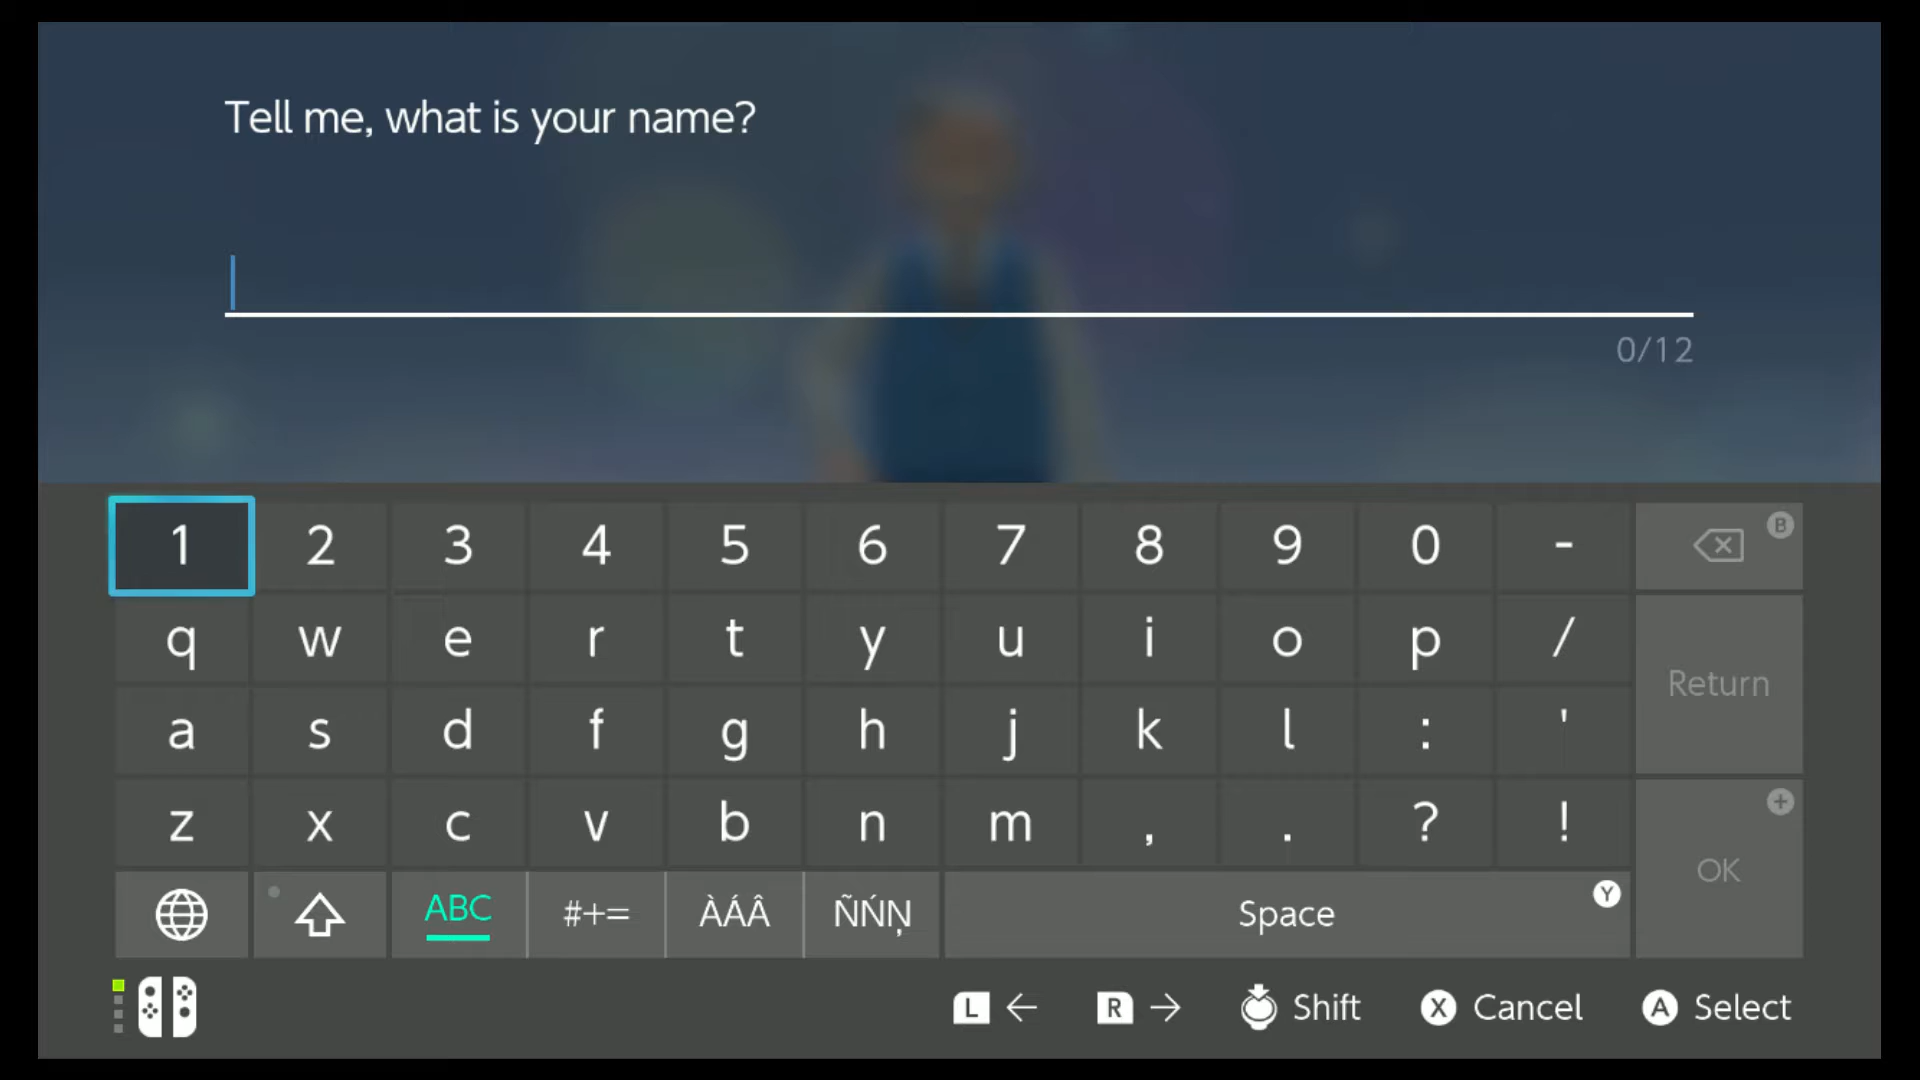 Tell me, what is your name?
0/12
1 2 3 4 5 6 7 8 9 0 - B
q w e r t y u i o p /
Return
a s d f g h j k l : '
z x c v b n m , . ? !
OK
ABC #+= ÀÁÂ ÑŃŅ Space Y
L ← R → Shift X Cancel A Select